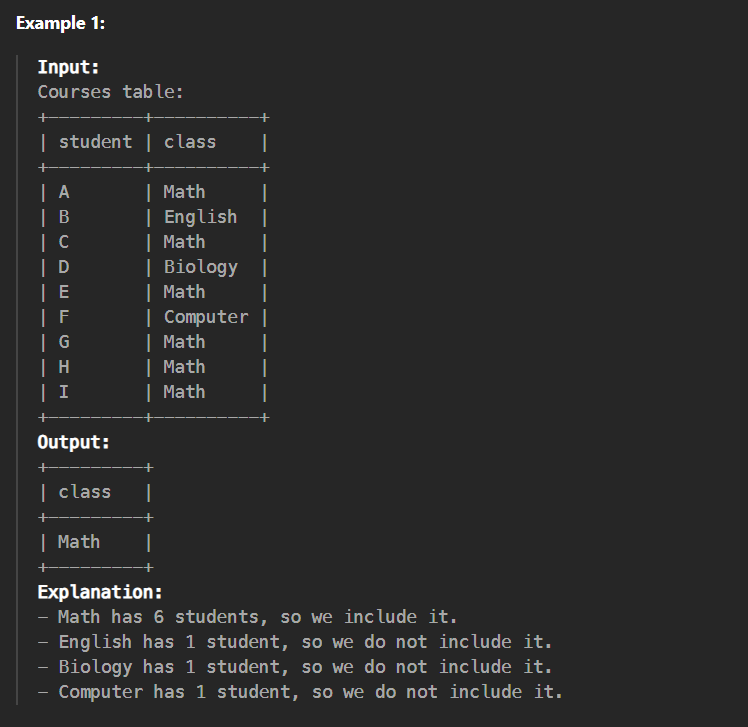 Example 1:
Input:
Courses table:
+---------+----------+
| student | class    |
+---------+----------+
| A       | Math     |
| B       | English  |
| C       | Math     |
| D       | Biology  |
| E       | Math     |
| F       | Computer |
| G       | Math     |
| H       | Math     |
| I       | Math     |
+---------+----------+
Output:
+---------+
| class   |
+---------+
| Math    |
+---------+
Explanation:
- Math has 6 students, so we include it.
- English has 1 student, so we do not include it.
- Biology has 1 student, so we do not include it.
- Computer has 1 student, so we do not include it.